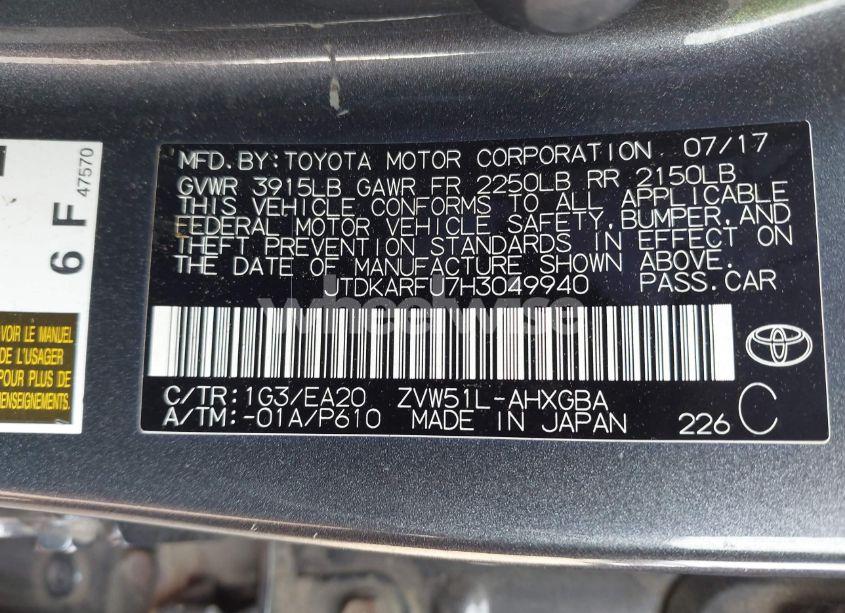 MFD. BY: TOYOTA MOTOR CORPORATION 07/17
GVWR 3915LB GAWR FR 2250LB RR 2150LB
THIS VEHICLE CONFORMS TO ALL APPLICABLE
FEDERAL MOTOR VEHICLE SAFETY, BUMPER, AND
THEFT PREVENTION STANDARDS IN EFFECT ON
THE DATE OF MANUFACTURE SHOWN ABOVE.
JTDKARFU7H3049940 PASS.CAR
C/TR: 1G3/EA20 ZVW51L-AHXGBA
A/TM: -01A/P610 MADE IN JAPAN 226 C
6 F
47570
VOIR LE MANUEL
DE L'USAGER
POUR PLUS DE
RENSEIGNEMENTS.
wheelwise